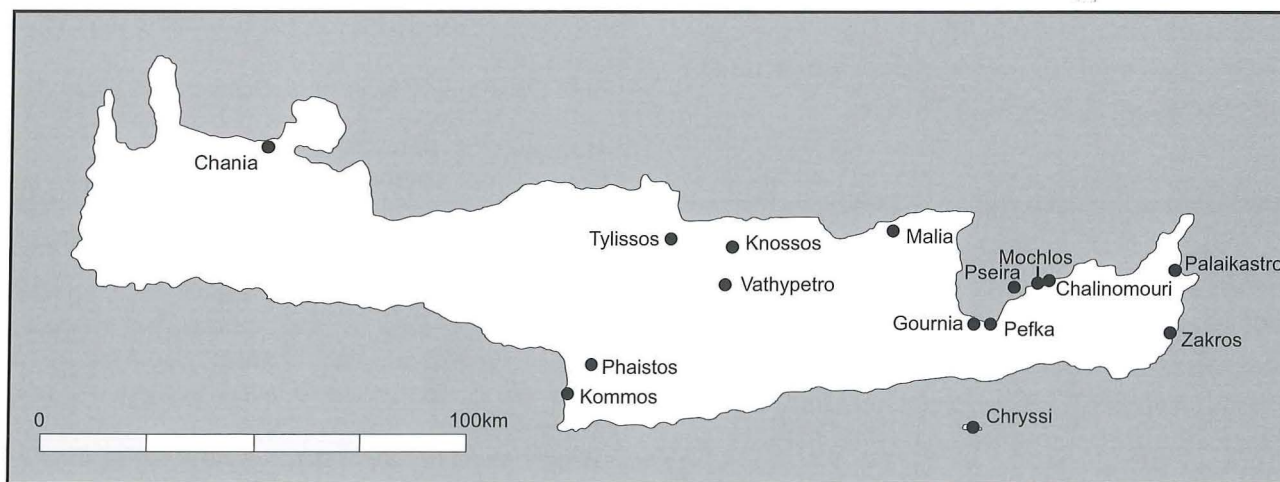 Chania
Tylissos
Knossos
Malia
Mochlos
Pseira
Palaikastro
Vathypetro
Chalinomouri
Gournia
Pefka
Zakros
Phaistos
Kommos
0 100km
Chryssi